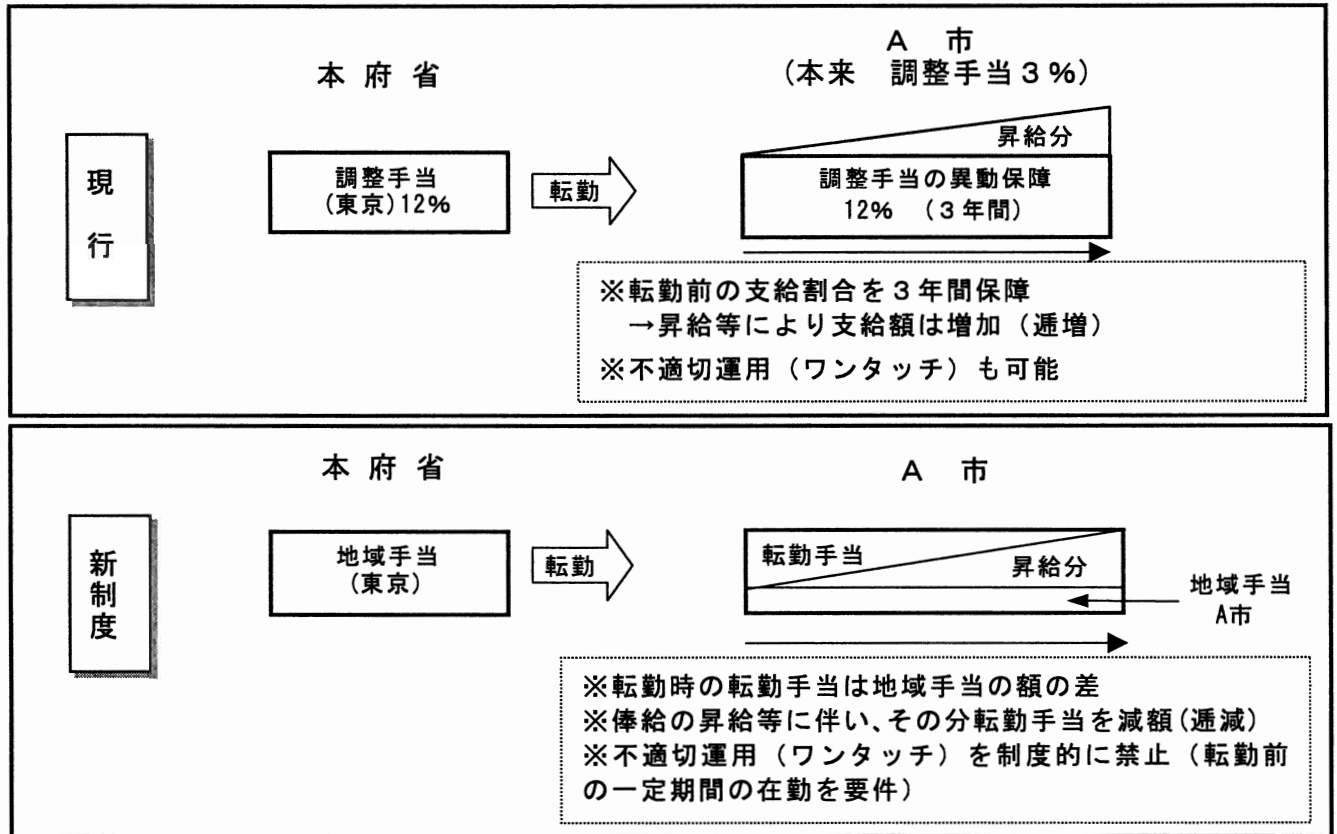 現行
本府省
A 市
(本来 調整手当3%)
調整手当
(東京)12%
転勤
昇給分
調整手当の異動保障
12% (3年間)
※転勤前の支給割合を3年間保障
→昇給等により支給額は増加（逓増）
※不適切運用（ワンタッチ）も可能
新制度
本府省
A 市
地域手当
(東京)
転勤
転勤手当
昇給分
地域手当
A市
※転勤時の転勤手当は地域手当の額の差
※俸給の昇給等に伴い、その分転勤手当を減額(逓減)
※不適切運用（ワンタッチ）を制度的に禁止（転勤前
の一定期間の在勤を要件）